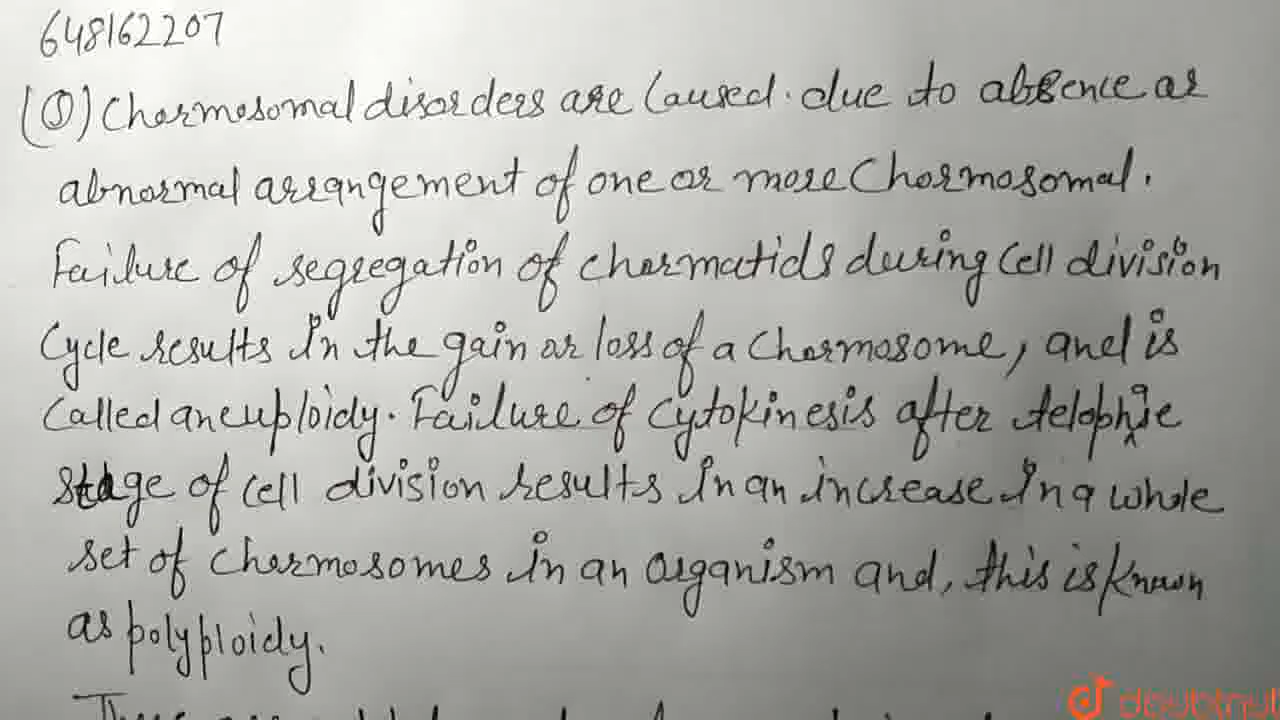 648162207
(Q) Chormosomal disorders are Caused. due to absence or
abnormal arrangement of one or more Chormosomal.
Failure of segregation of chormatids during Cell division
Cycle results in the gain or loss of a chormosome, and is
Called aneuploidy. Failure of cytokinesis after telophase
stage of cell division results in an increase in a whole
set of chormosomes in an organism and, this is known
as polyploidy.
doubtnut